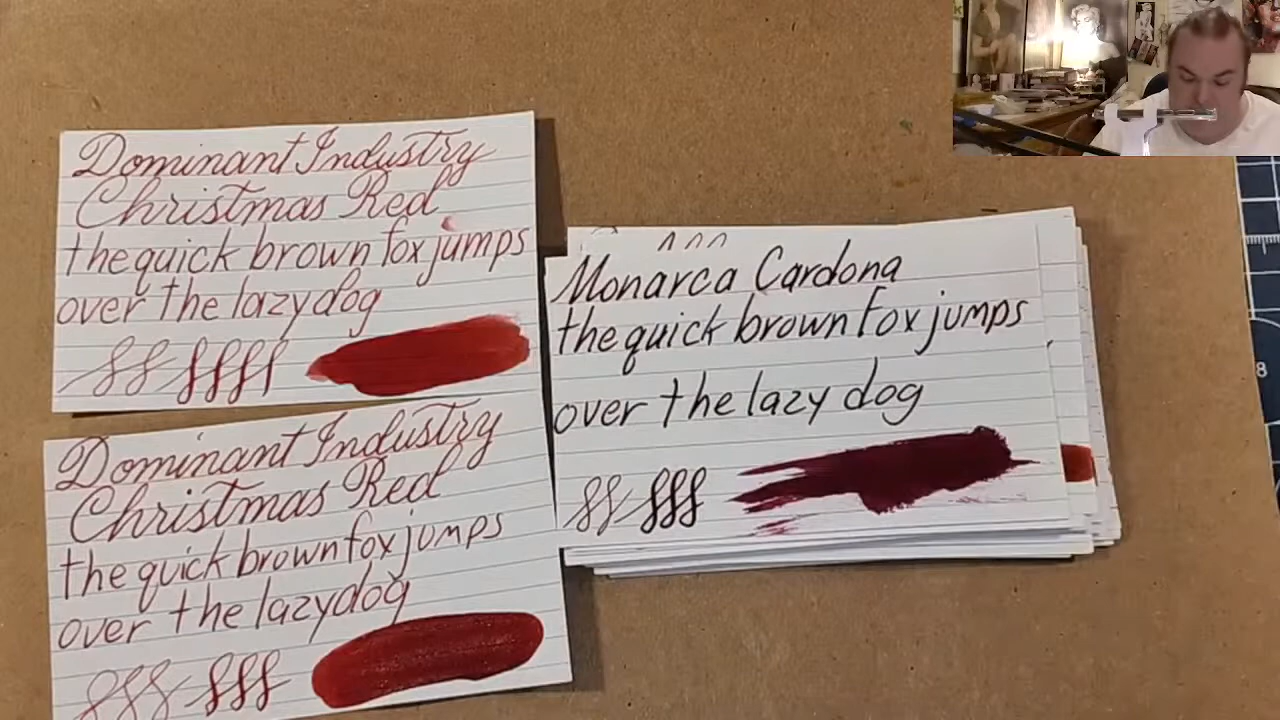 Dominant Industry
Christmas Red
the quick brown fox jumps
over the lazy dog
Dominant Industry
Christmas Red
the quick brown fox jumps
over the lazy dog
Monarca Cardona
the quick brown fox jumps
over the lazy dog
8